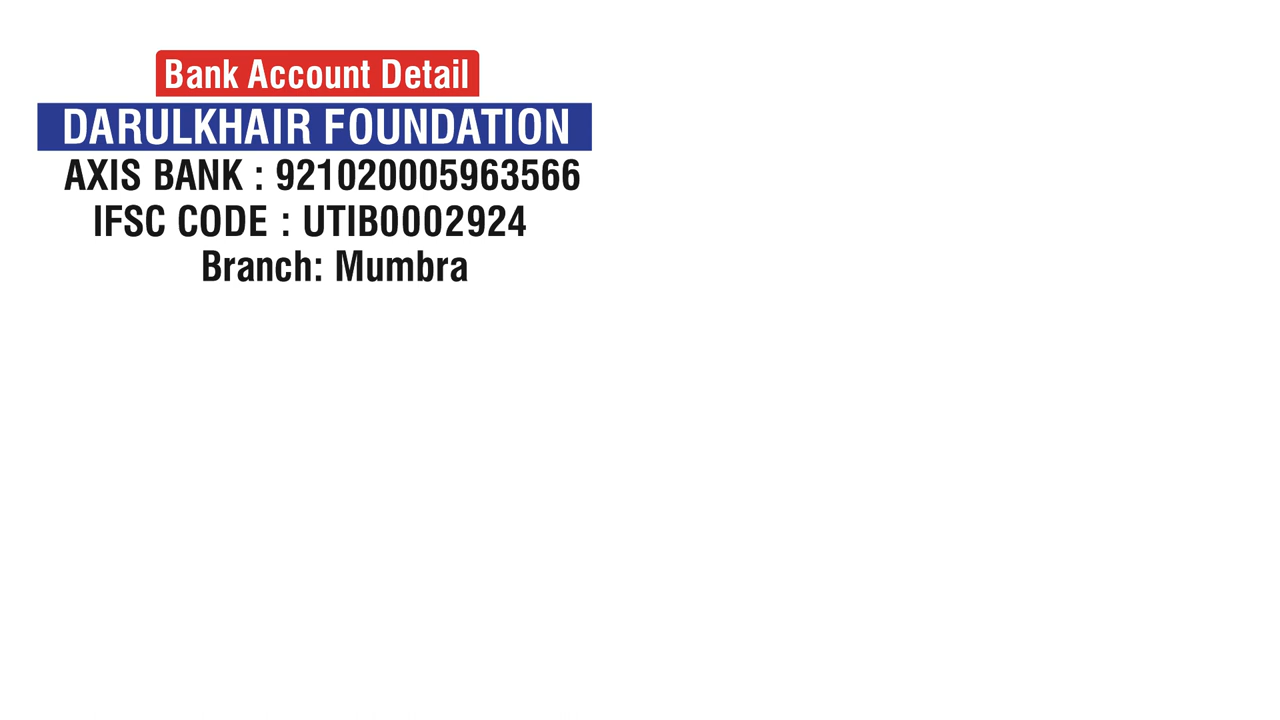 Bank Account Detail
DARULKHAIR FOUNDATION
AXIS BANK : 921020005963566
IFSC CODE : UTIB0002924
Branch: Mumbra